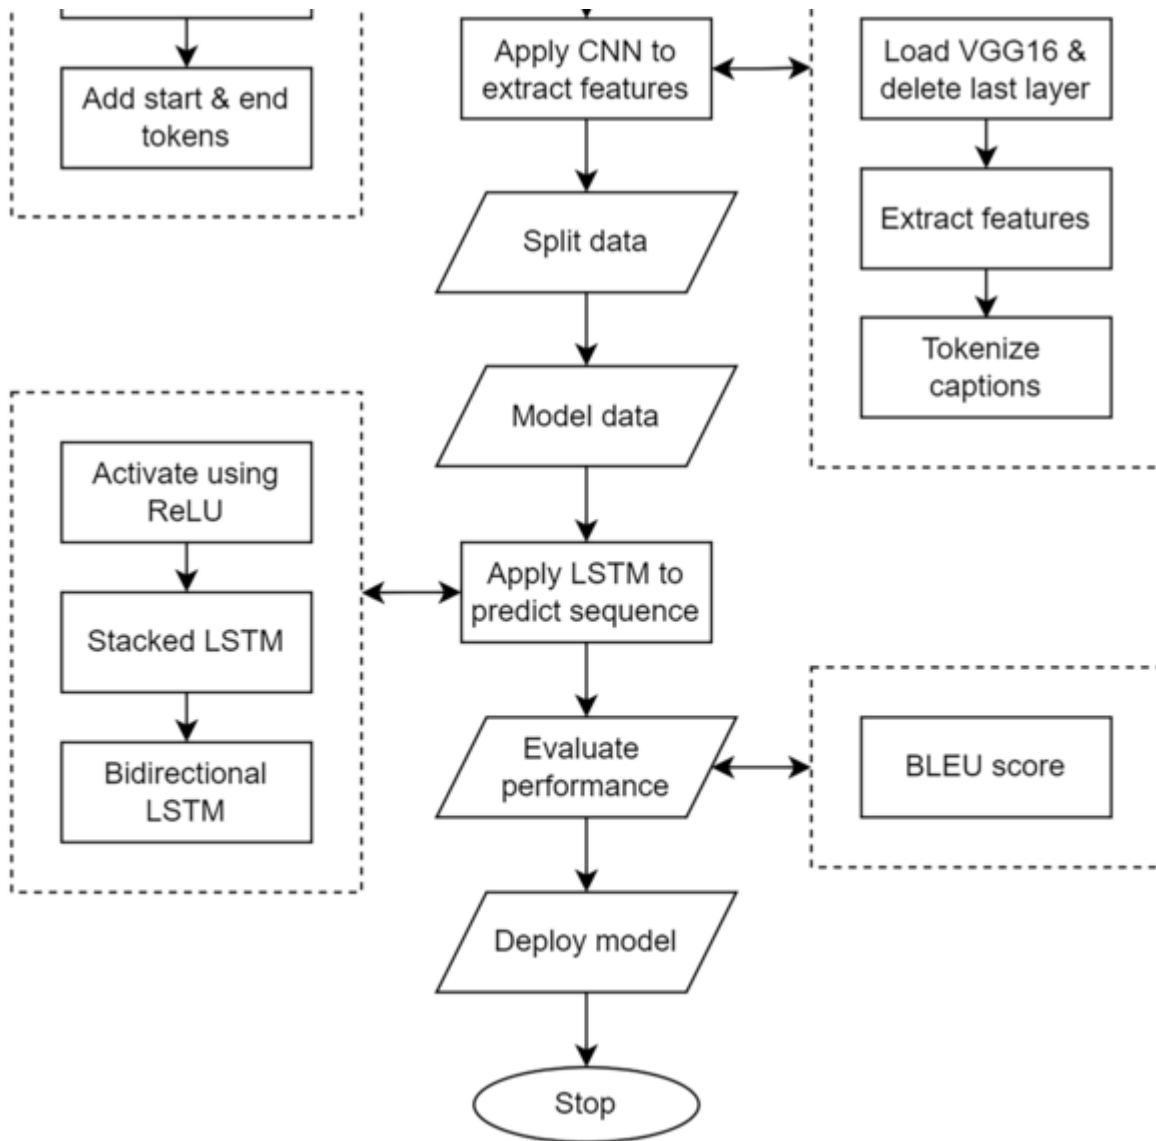 Add start & end
tokens
Apply CNN to
extract features
Load VGG16 &
delete last layer
Extract features
Tokenize
captions
Split data
Model data
Activate using
ReLU
Stacked LSTM
Bidirectional
LSTM
Apply LSTM to
predict sequence
Evaluate
performance
BLEU score
Deploy model
Stop